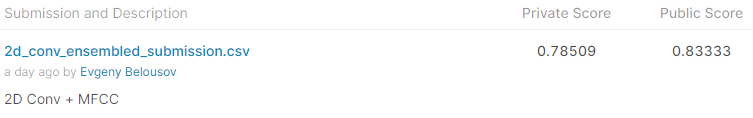 Submission and Description Private Score Public Score
2d_conv_ensembled_submission.csv 0.78509 0.83333
a day ago by Evgeny Belousov
2D Conv + MFCC